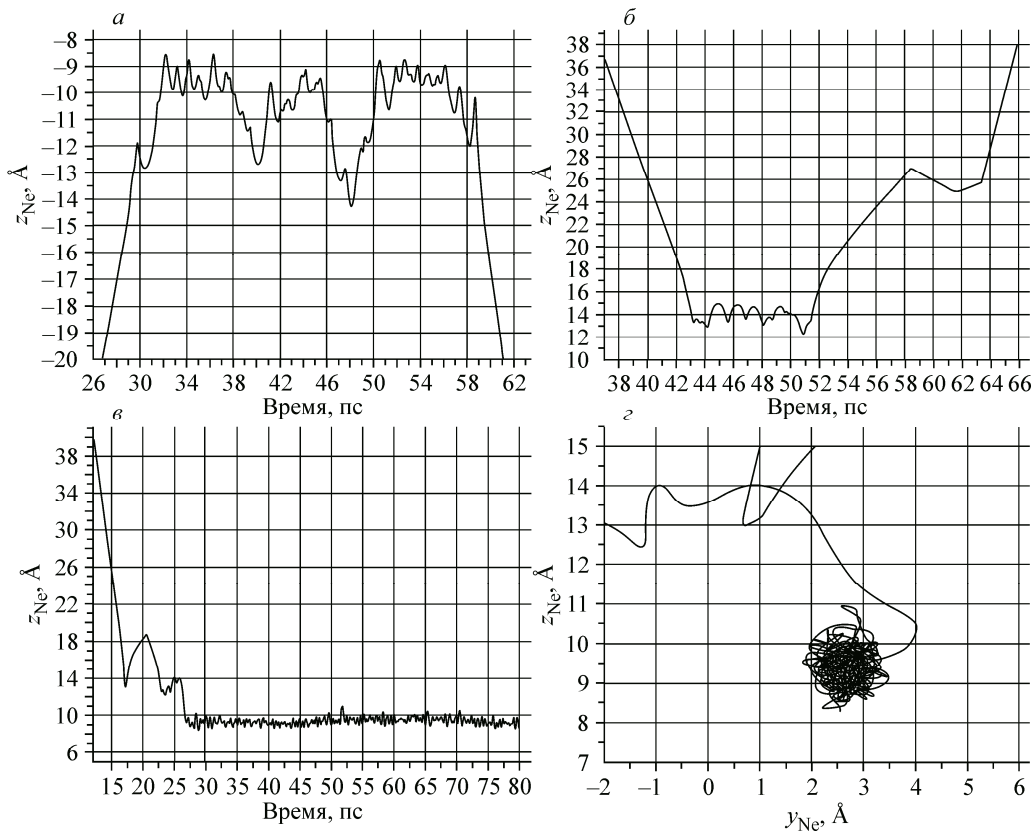 а
–8
–9
–10
–11
–12
–13
–14
–15
–16
–17
–18
–19
–20
z_Ne, Å
26 30 34 38 42 46 50 54 58 62
Время, пс
б
38
36
34
32
30
28
26
24
22
20
18
16
14
12
10
z_Ne, Å
38 40 42 44 46 48 50 52 54 56 58 60 62 64 66
Время, пс
в
38
34
30
26
22
18
14
10
6
z_Ne, Å
15 20 25 30 35 40 45 50 55 60 65 70 75 80
Время, пс
г
15
14
13
12
11
10
9
8
7
z_Ne, Å
–2 –1 0 1 2 3 4 5 6
y_Ne, Å